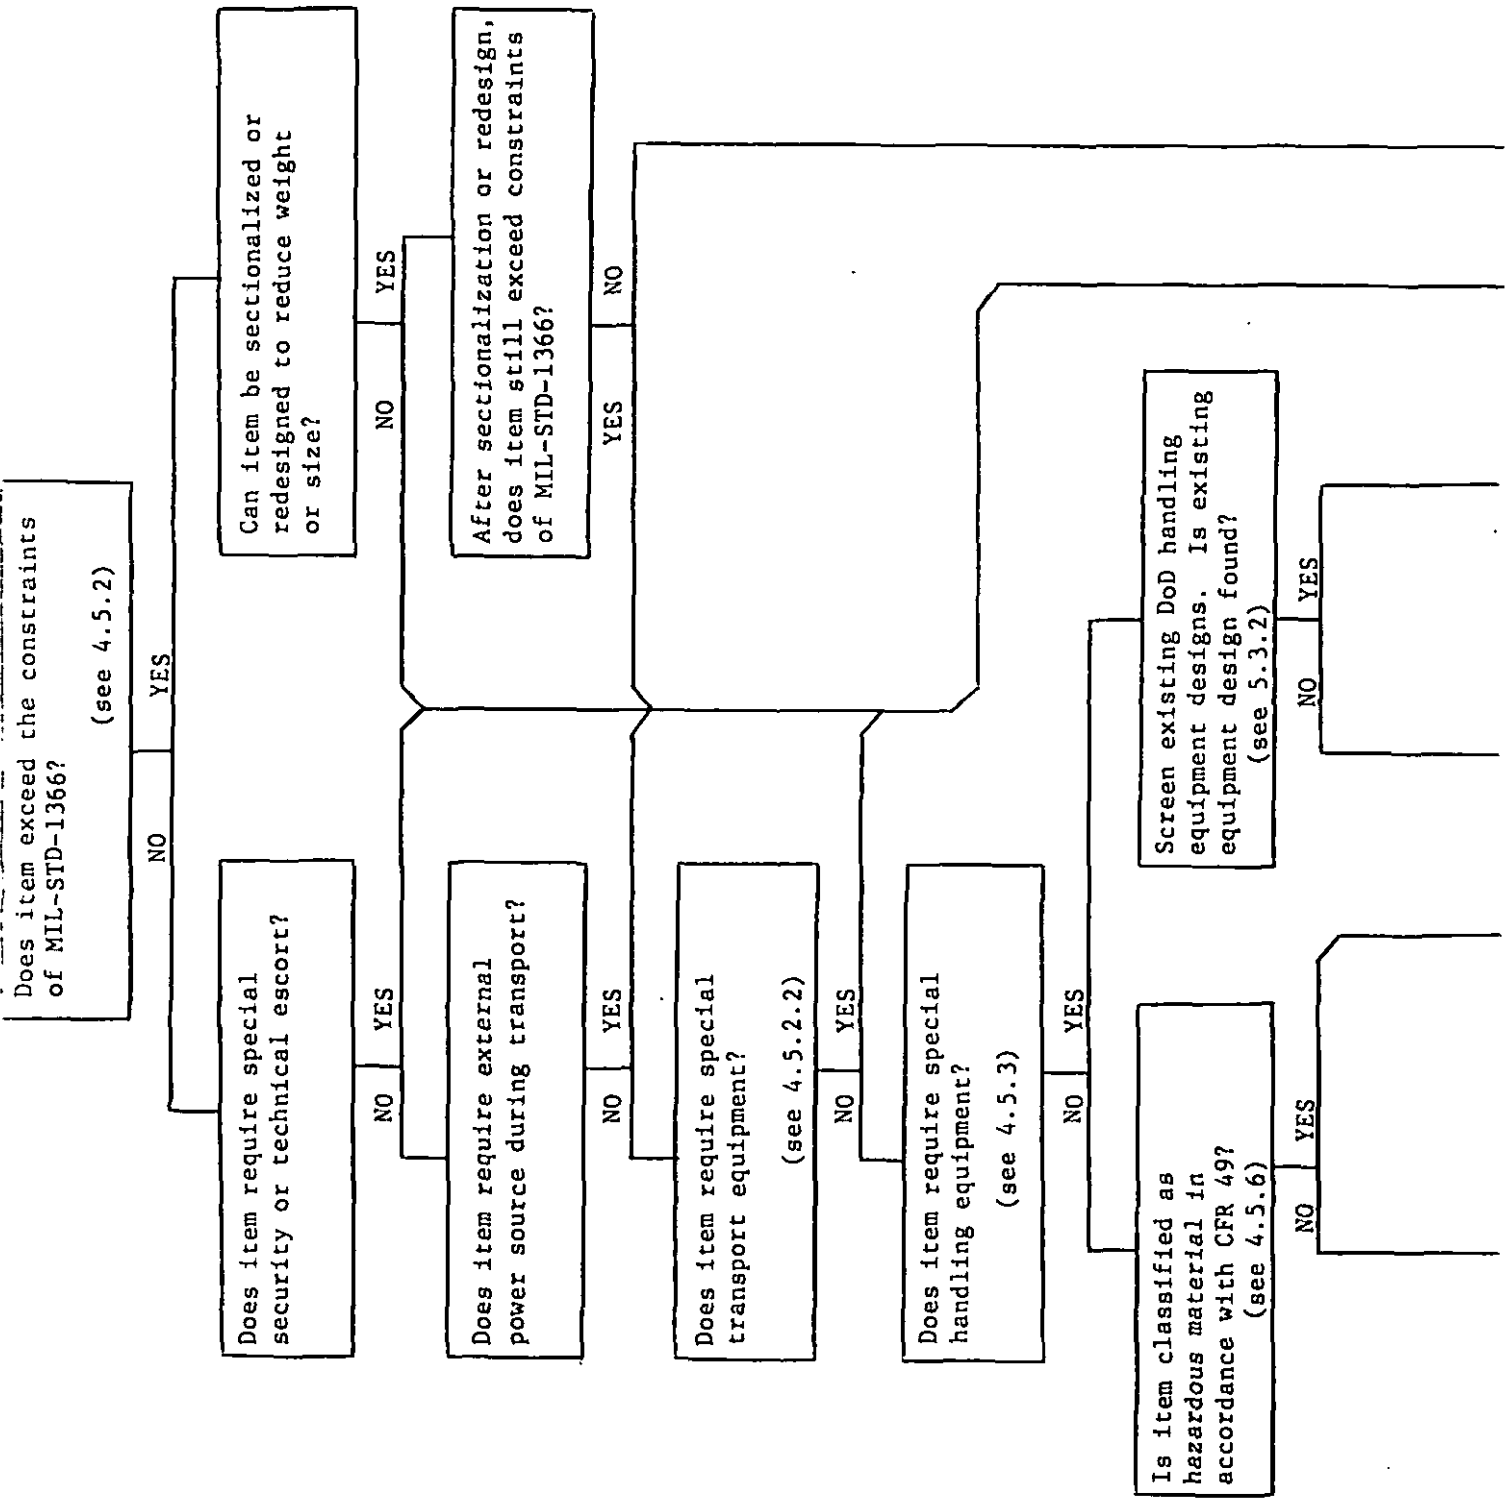 Does item exceed the constraints
of MIL-STD-1366?
(see 4.5.2)
NO
YES
Does item require special
security or technical escort?
NO
YES
Can item be sectionalized or
redesigned to reduce weight
or size?
NO
YES
Does item require external
power source during transport?
NO
YES
After sectionalization or redesign,
does item still exceed constraints
of MIL-STD-1366?
YES
NO
Does item require special
transport equipment?
(see 4.5.2.2)
NO
YES
Does item require special
handling equipment?
(see 4.5.3)
NO
YES
Is item classified as
hazardous material in
accordance with CFR 49?
(see 4.5.6)
NO
YES
Screen existing DoD handling
equipment designs. Is existing
equipment design found?
(see 5.3.2)
NO
YES